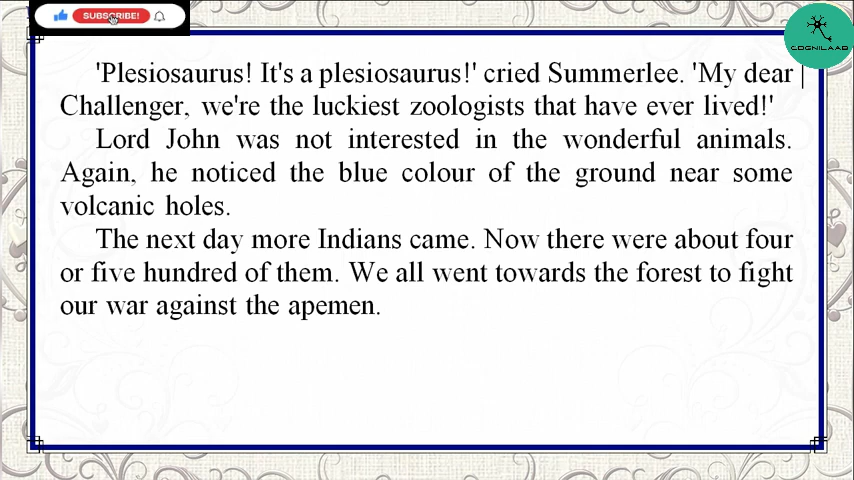 SUBSCRIBE!
COGNILAAB
'Plesiosaurus! It's a plesiosaurus!' cried Summerlee. 'My dear
Challenger, we're the luckiest zoologists that have ever lived!'
Lord John was not interested in the wonderful animals.
Again, he noticed the blue colour of the ground near some
volcanic holes.
The next day more Indians came. Now there were about four
or five hundred of them. We all went towards the forest to fight
our war against the apemen.